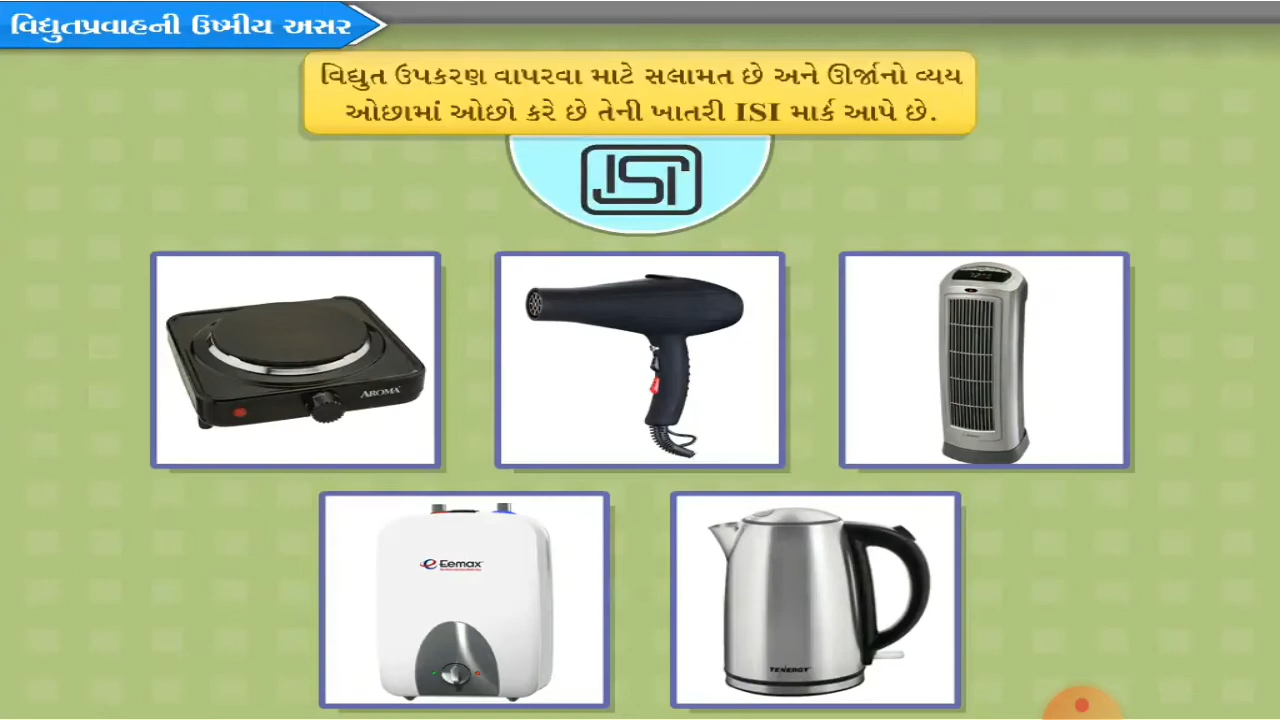 વિદ્યુતપ્રવાહની ઉષ્મીય અસર
વિદ્યુત ઉપકરણ વાપરવા માટે સલામત છે અને ઊર્જાનો વ્યય
ઓછામાં ઓછો કરે છે તેની ખાતરી ISI માર્ક આપે છે.
ISI
AROMA
Eemax
TENERGY